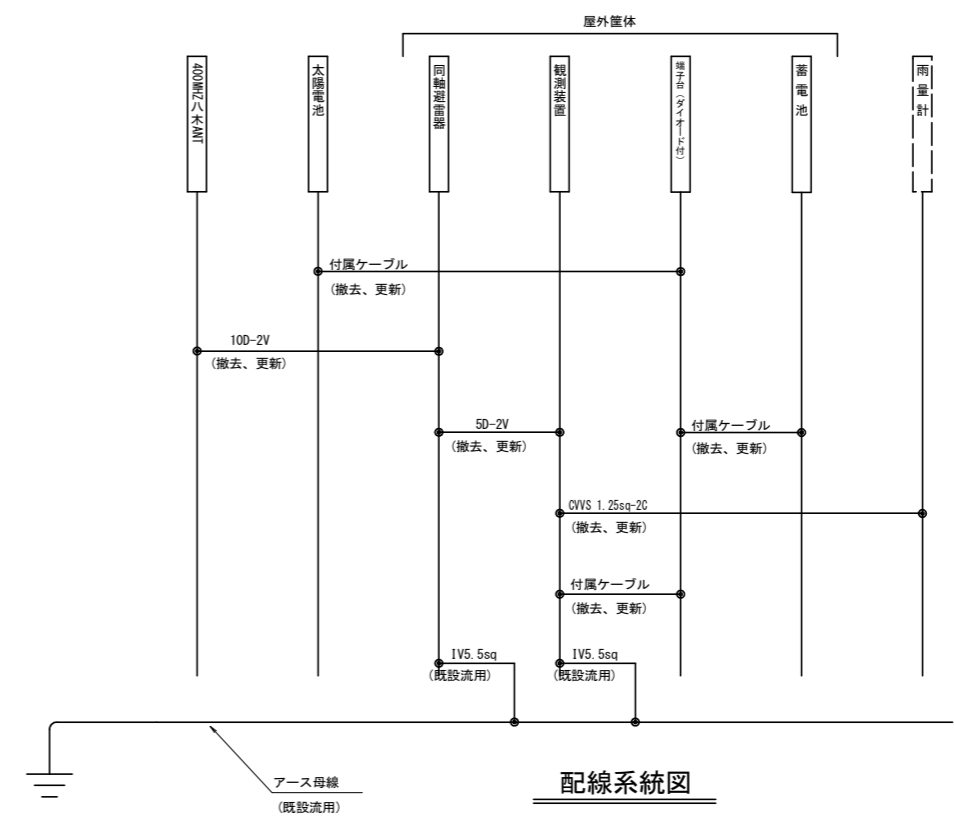 屋外筐体
400MHZ八木ANT
太陽電池
同軸避雷器
観測装置
端子台（ダイオード付）
蓄電池
雨量計
付属ケーブル
(撤去、更新)
10D-2V
(撤去、更新)
5D-2V
(撤去、更新)
付属ケーブル
(撤去、更新)
CVVS 1.25sq-2C
(撤去、更新)
付属ケーブル
(撤去、更新)
IV5.5sq
(既設流用)
IV5.5sq
(既設流用)
アース母線
(既設流用)
配線系統図